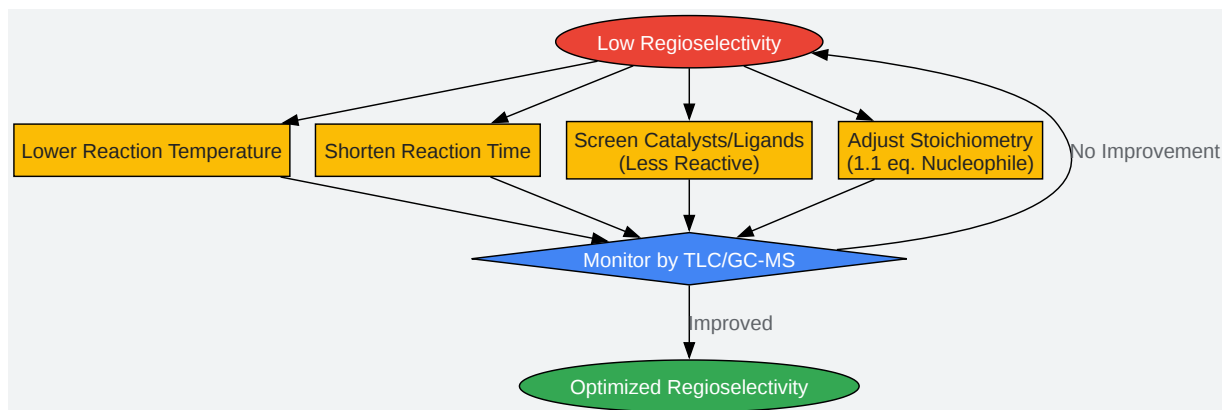 Low Regioselectivity
Lower Reaction Temperature
Shorten Reaction Time
Screen Catalysts/Ligands
(Less Reactive)
Adjust Stoichiometry
(1.1 eq. Nucleophile)
No Improvement
Monitor by TLC/GC-MS
Improved
Optimized Regioselectivity